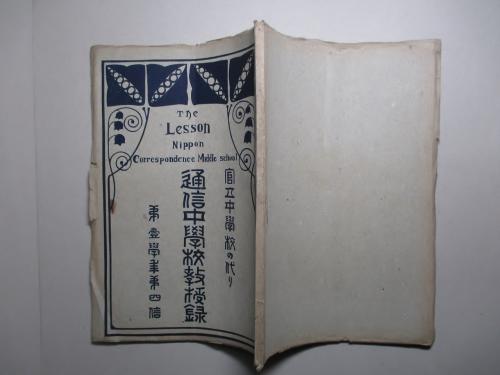 The
Lesson
Nippon
Correspondence Middle school
官立中學校の代り
通信中學校教授録
第壹學年第四信